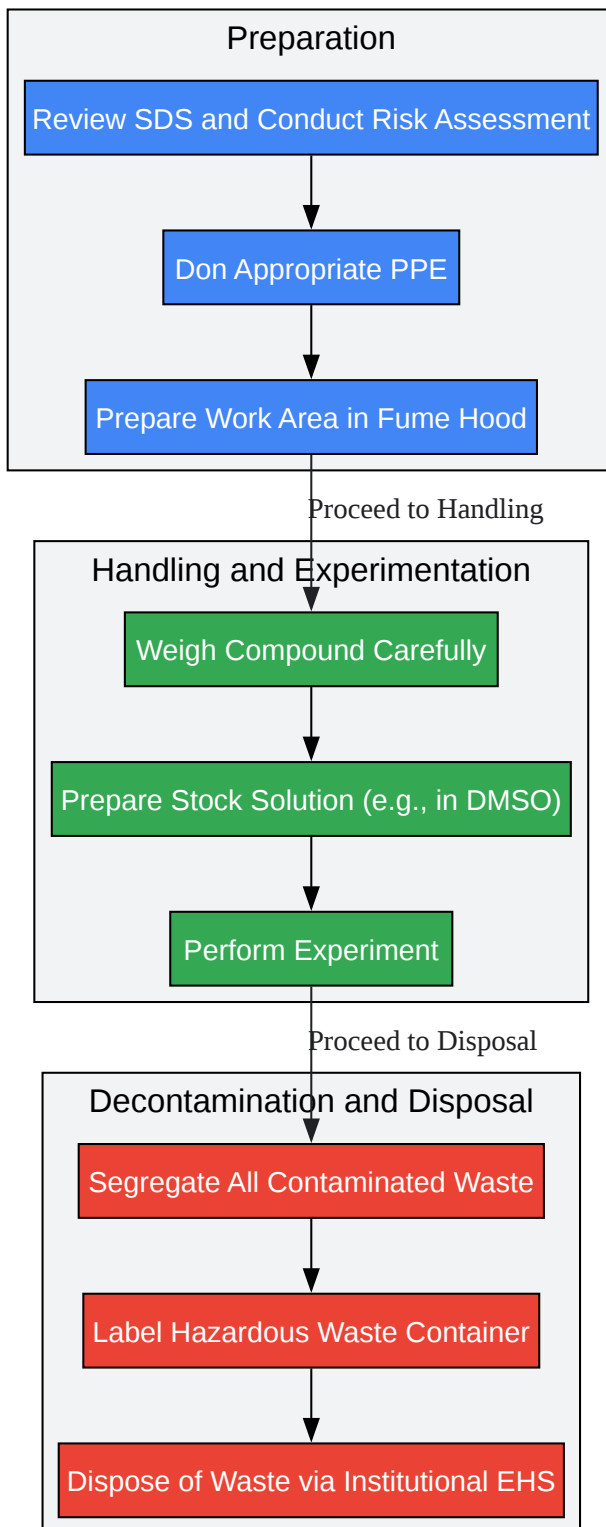 Preparation
Review SDS and Conduct Risk Assessment
Don Appropriate PPE
Prepare Work Area in Fume Hood
Proceed to Handling
Handling and Experimentation
Weigh Compound Carefully
Prepare Stock Solution (e.g., in DMSO)
Perform Experiment
Proceed to Disposal
Decontamination and Disposal
Segregate All Contaminated Waste
Label Hazardous Waste Container
Dispose of Waste via Institutional EHS